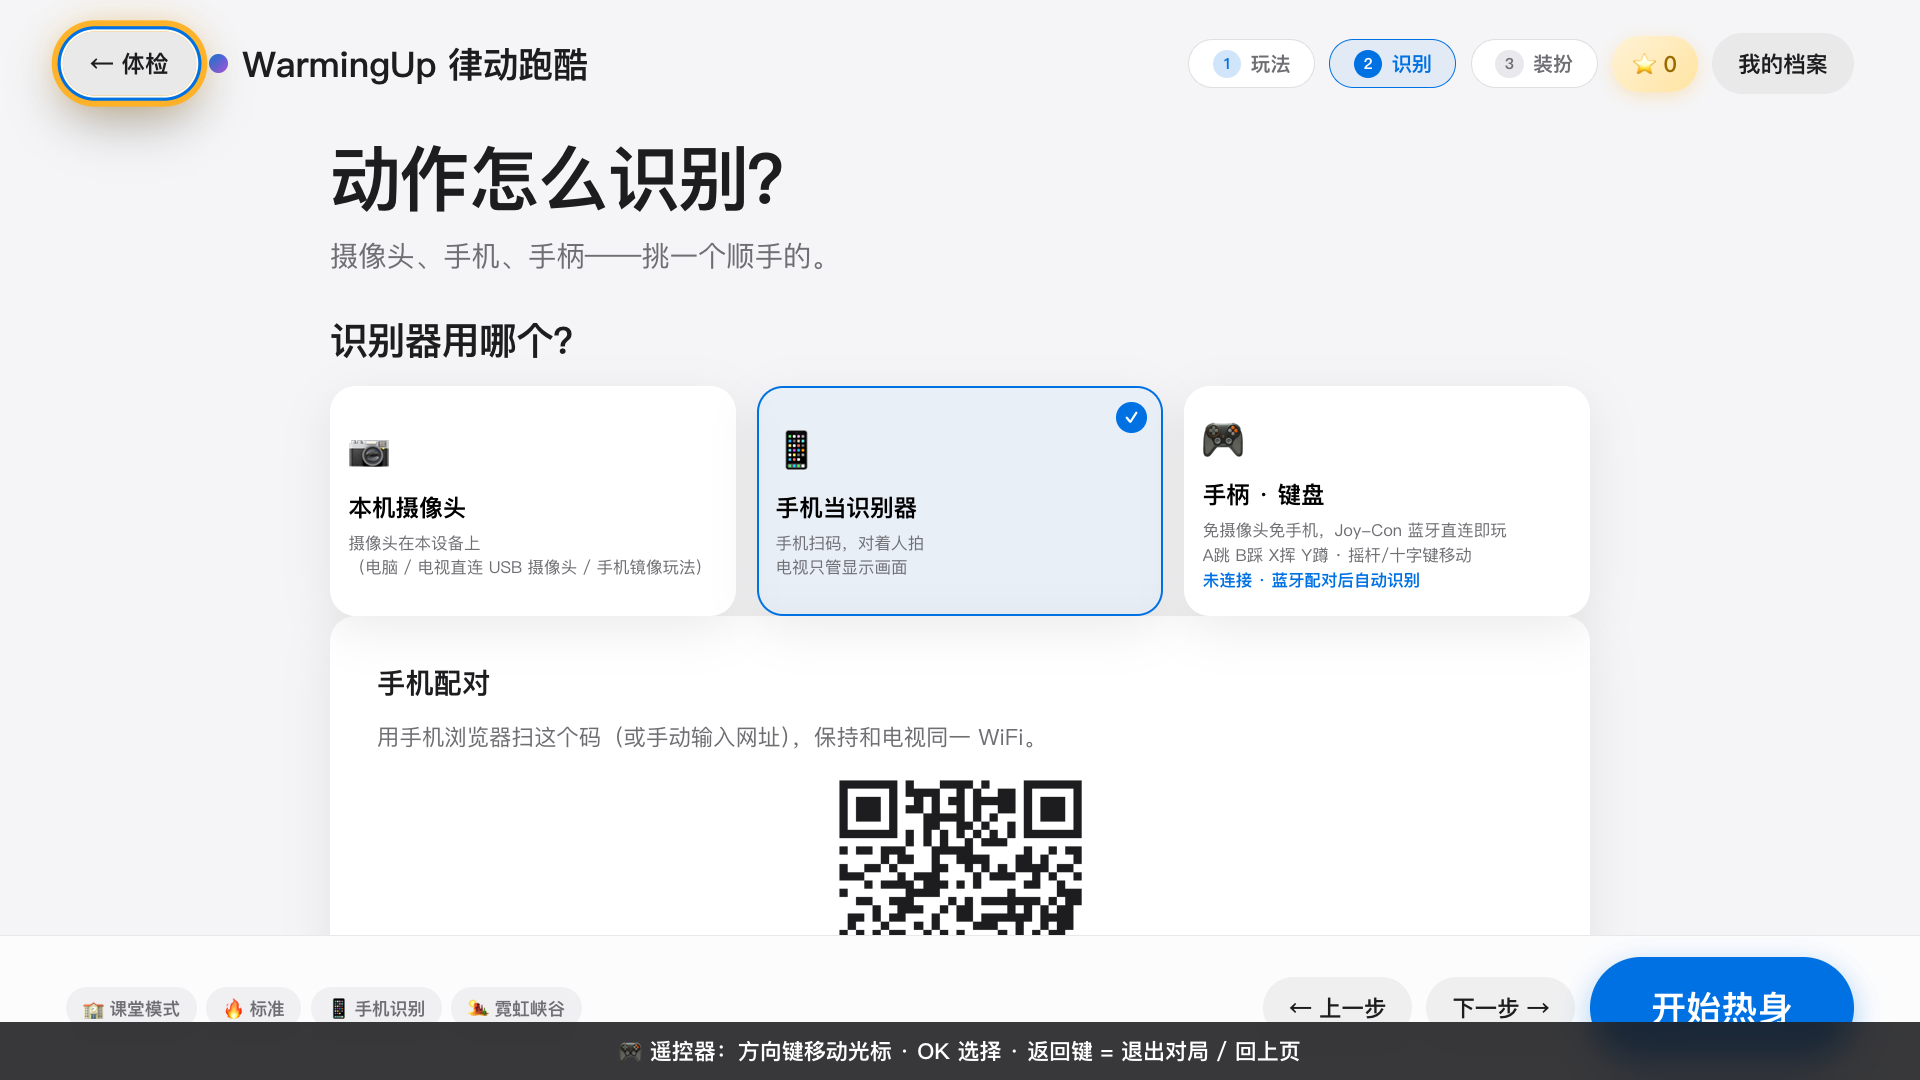 ← 体检
WarmingUp 律动跑酷
1 玩法
2 识别
3 装扮
0
我的档案
动作怎么识别?
摄像头、手机、手柄——挑一个顺手的。
识别器用哪个?
本机摄像头
摄像头在本设备上
（电脑 / 电视直连 USB 摄像头 / 手机镜像玩法）
手机当识别器
手机扫码，对着人拍
电视只管显示画面
手柄 · 键盘
免摄像头免手机，Joy-Con 蓝牙直连即玩
A跳 B踩 X挥 Y蹲 · 摇杆/十字键移动
未连接 · 蓝牙配对后自动识别
手机配对
用手机浏览器扫这个码（或手动输入网址），保持和电视同一 WiFi。
课堂模式
标准
手机识别
霓虹峡谷
← 上一步
下一步 →
开始热身
遥控器：方向键移动光标 · OK 选择 · 返回键 = 退出对局 / 回上页